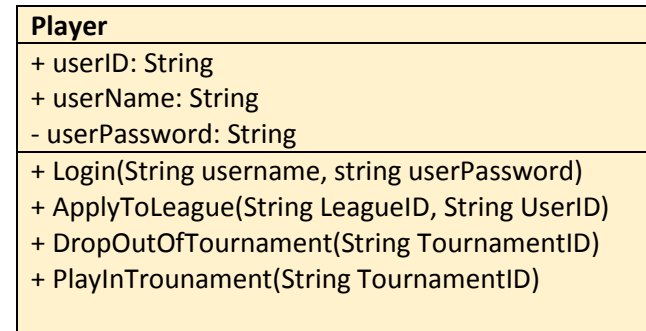 Player
+ userID: String
+ userName: String
- userPassword: String
+ Login(String username, string userPassword)
+ ApplyToLeague(String LeagueID, String UserID)
+ DropOutOfTournament(String TournamentID)
+ PlayInTrounament(String TournamentID)